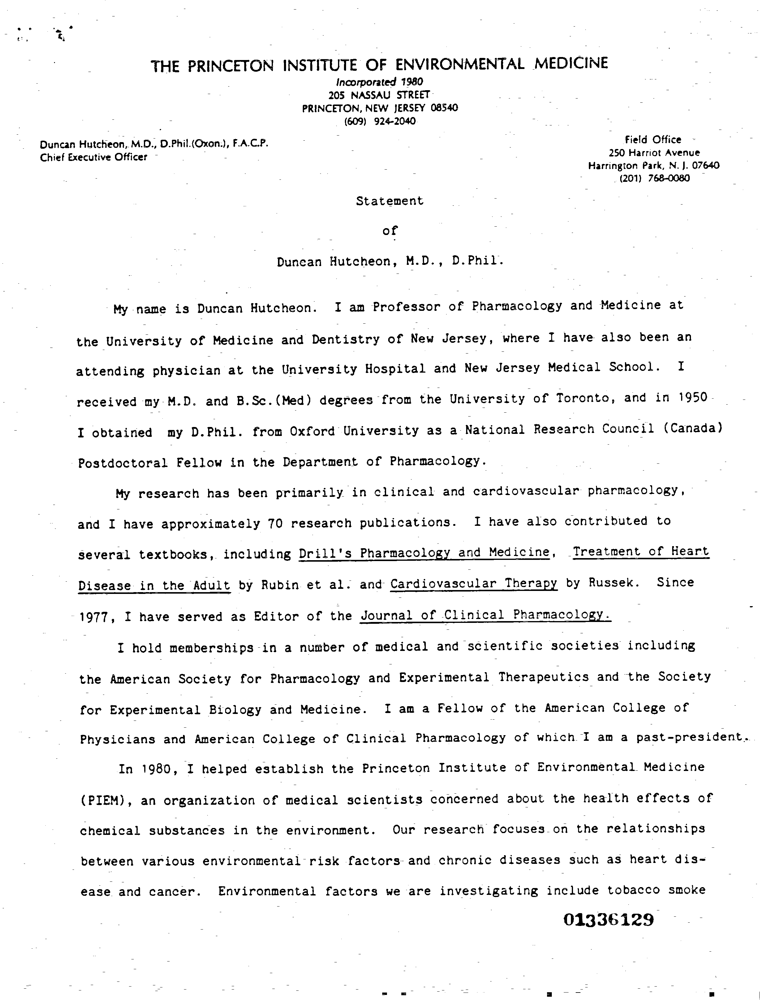 THE PRINCETON INSTITUTE OF ENVIRONMENTAL MEDICINE
Incorporated 1980
205 NASSAU STREET
PRINCETON, NEW JERSEY 08540
(609) 924-2040
Duncan Hutcheon, M.D., D.Phil.(Oxon.), F.A.C.P.
Chief Executive Officer
Field Office
250 Harriot Avenue
Harrington Park, N. J. 07640
(201) 768-0080
Statement
of
Duncan Hutcheon, M.D., D.Phil.
My name is Duncan Hutcheon. I am Professor of Pharmacology and Medicine at
the University of Medicine and Dentistry of New Jersey, where I have also been an
attending physician at the University Hospital and New Jersey Medical School. I
received my M.D. and B.Sc.(Med) degrees from the University of Toronto, and in 1950
I obtained my D.Phil. from Oxford University as a National Research Council (Canada)
Postdoctoral Fellow in the Department of Pharmacology.
My research has been primarily in clinical and cardiovascular pharmacology,
and I have approximately 70 research publications. I have also contributed to
several textbooks, including Drill's Pharmacology and Medicine, Treatment of Heart
Disease in the Adult by Rubin et al. and Cardiovascular Therapy by Russek. Since
1977, I have served as Editor of the Journal of Clinical Pharmacology.
I hold memberships in a number of medical and scientific societies including
the American Society for Pharmacology and Experimental Therapeutics and the Society
for Experimental Biology and Medicine. I am a Fellow of the American College of
Physicians and American College of Clinical Pharmacology of which I am a past-president.
In 1980, I helped establish the Princeton Institute of Environmental Medicine
(PIEM), an organization of medical scientists concerned about the health effects of
chemical substances in the environment. Our research focuses on the relationships
between various environmental risk factors and chronic diseases such as heart dis-
ease and cancer. Environmental factors we are investigating include tobacco smoke
01336129